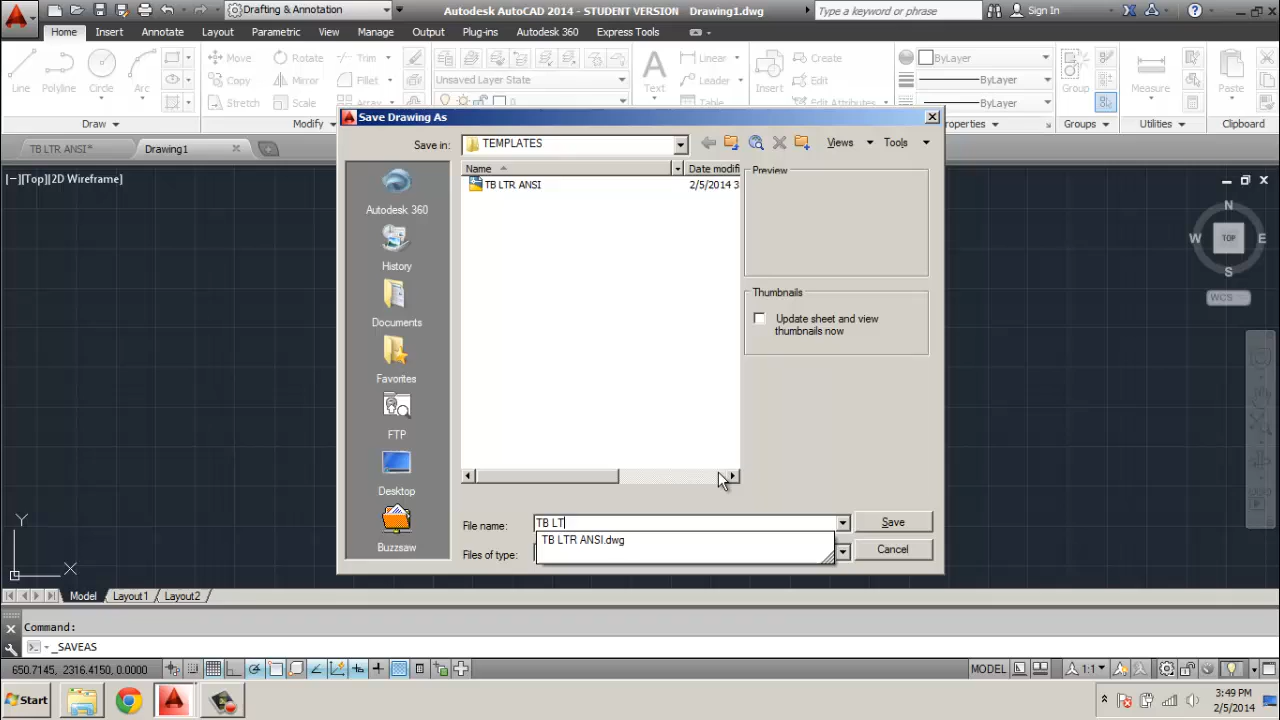 Drafting & Annotation
Autodesk AutoCAD 2014 - STUDENT VERSION Drawing1.dwg
Type a keyword or phrase
Sign In
Home Insert Annotate Layout Parametric View Manage Output Plug-ins Autodesk 360 Express Tools
Line
Polyline
Circle
Arc
Move
Rotate
Trim
Copy
Mirror
Fillet
Stretch
Scale
Array
Unsaved Layer State
0
Text
Linear
Leader
Table
Insert
Create
Edit
Edit Attributes
ByLayer
ByLayer
ByLayer
Group
Measure
Paste
Draw
Modify
Groups
Utilities
Clipboard
TB LTR ANSI*
Drawing1
[−][Top][2D Wireframe]
Save Drawing As
Save in: TEMPLATES
Views
Tools
Name
Date modifi
TB LTR ANSI
2/5/2014 3
Preview
Thumbnails
Update sheet and view
thumbnails now
Autodesk 360
History
Documents
Favorites
FTP
Desktop
Buzzsaw
File name: TB LT
TB LTR ANSI.dwg
Files of type:
Save
Cancel
N
W
TOP
E
S
WCS
Y
X
Model Layout1 Layout2
Command:
_SAVEAS
650.7145, 2316.4150, 0.0000
MODEL
1:1
Start
3:49 PM
2/5/2014